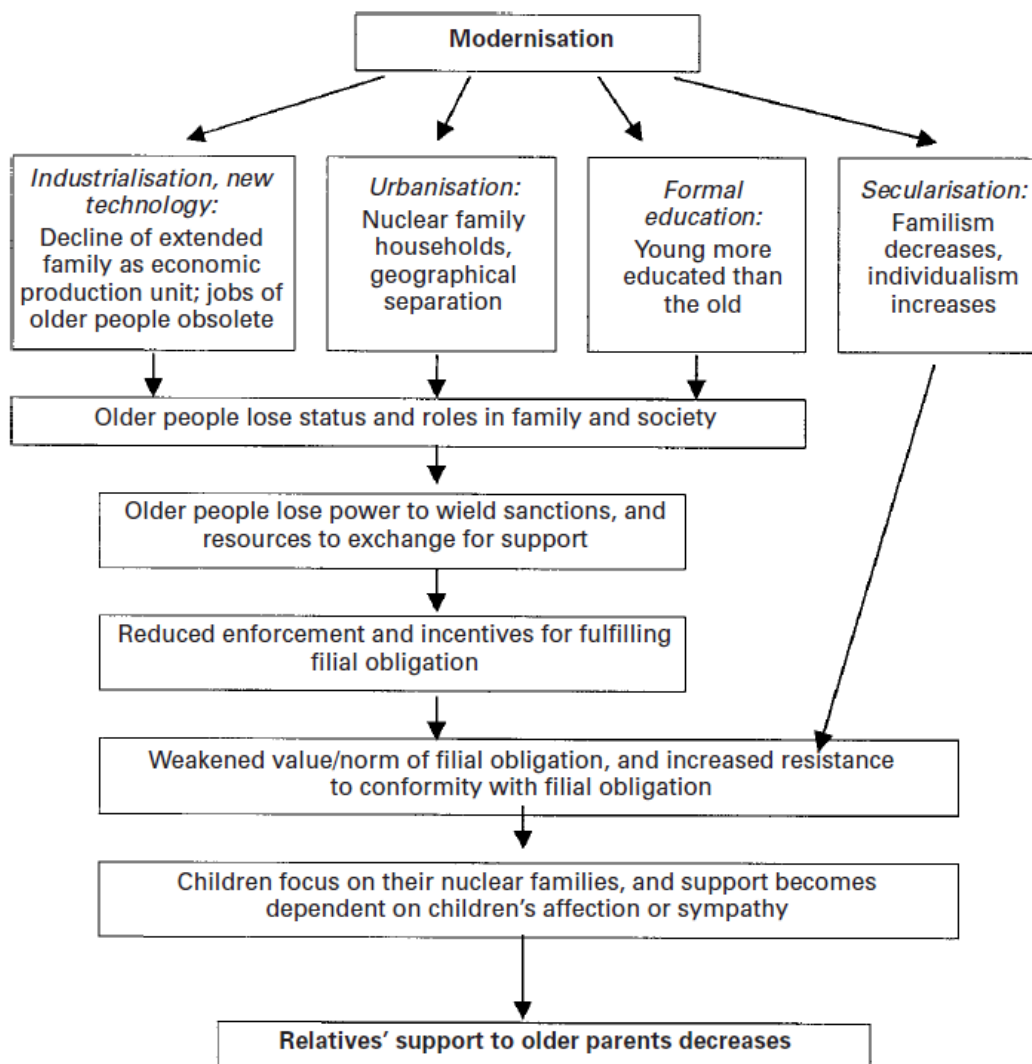 Modernisation
Industrialisation, new
technology:
Decline of extended
family as economic
production unit; jobs of
older people obsolete
Urbanisation:
Nuclear family
households,
geographical
separation
Formal
education:
Young more
educated than
the old
Secularisation:
Familism
decreases,
individualism
increases
Older people lose status and roles in family and society
Older people lose power to wield sanctions, and
resources to exchange for support
Reduced enforcement and incentives for fulfilling
filial obligation
Weakened value/norm of filial obligation, and increased resistance
to conformity with filial obligation
Children focus on their nuclear families, and support becomes
dependent on children's affection or sympathy
Relatives' support to older parents decreases